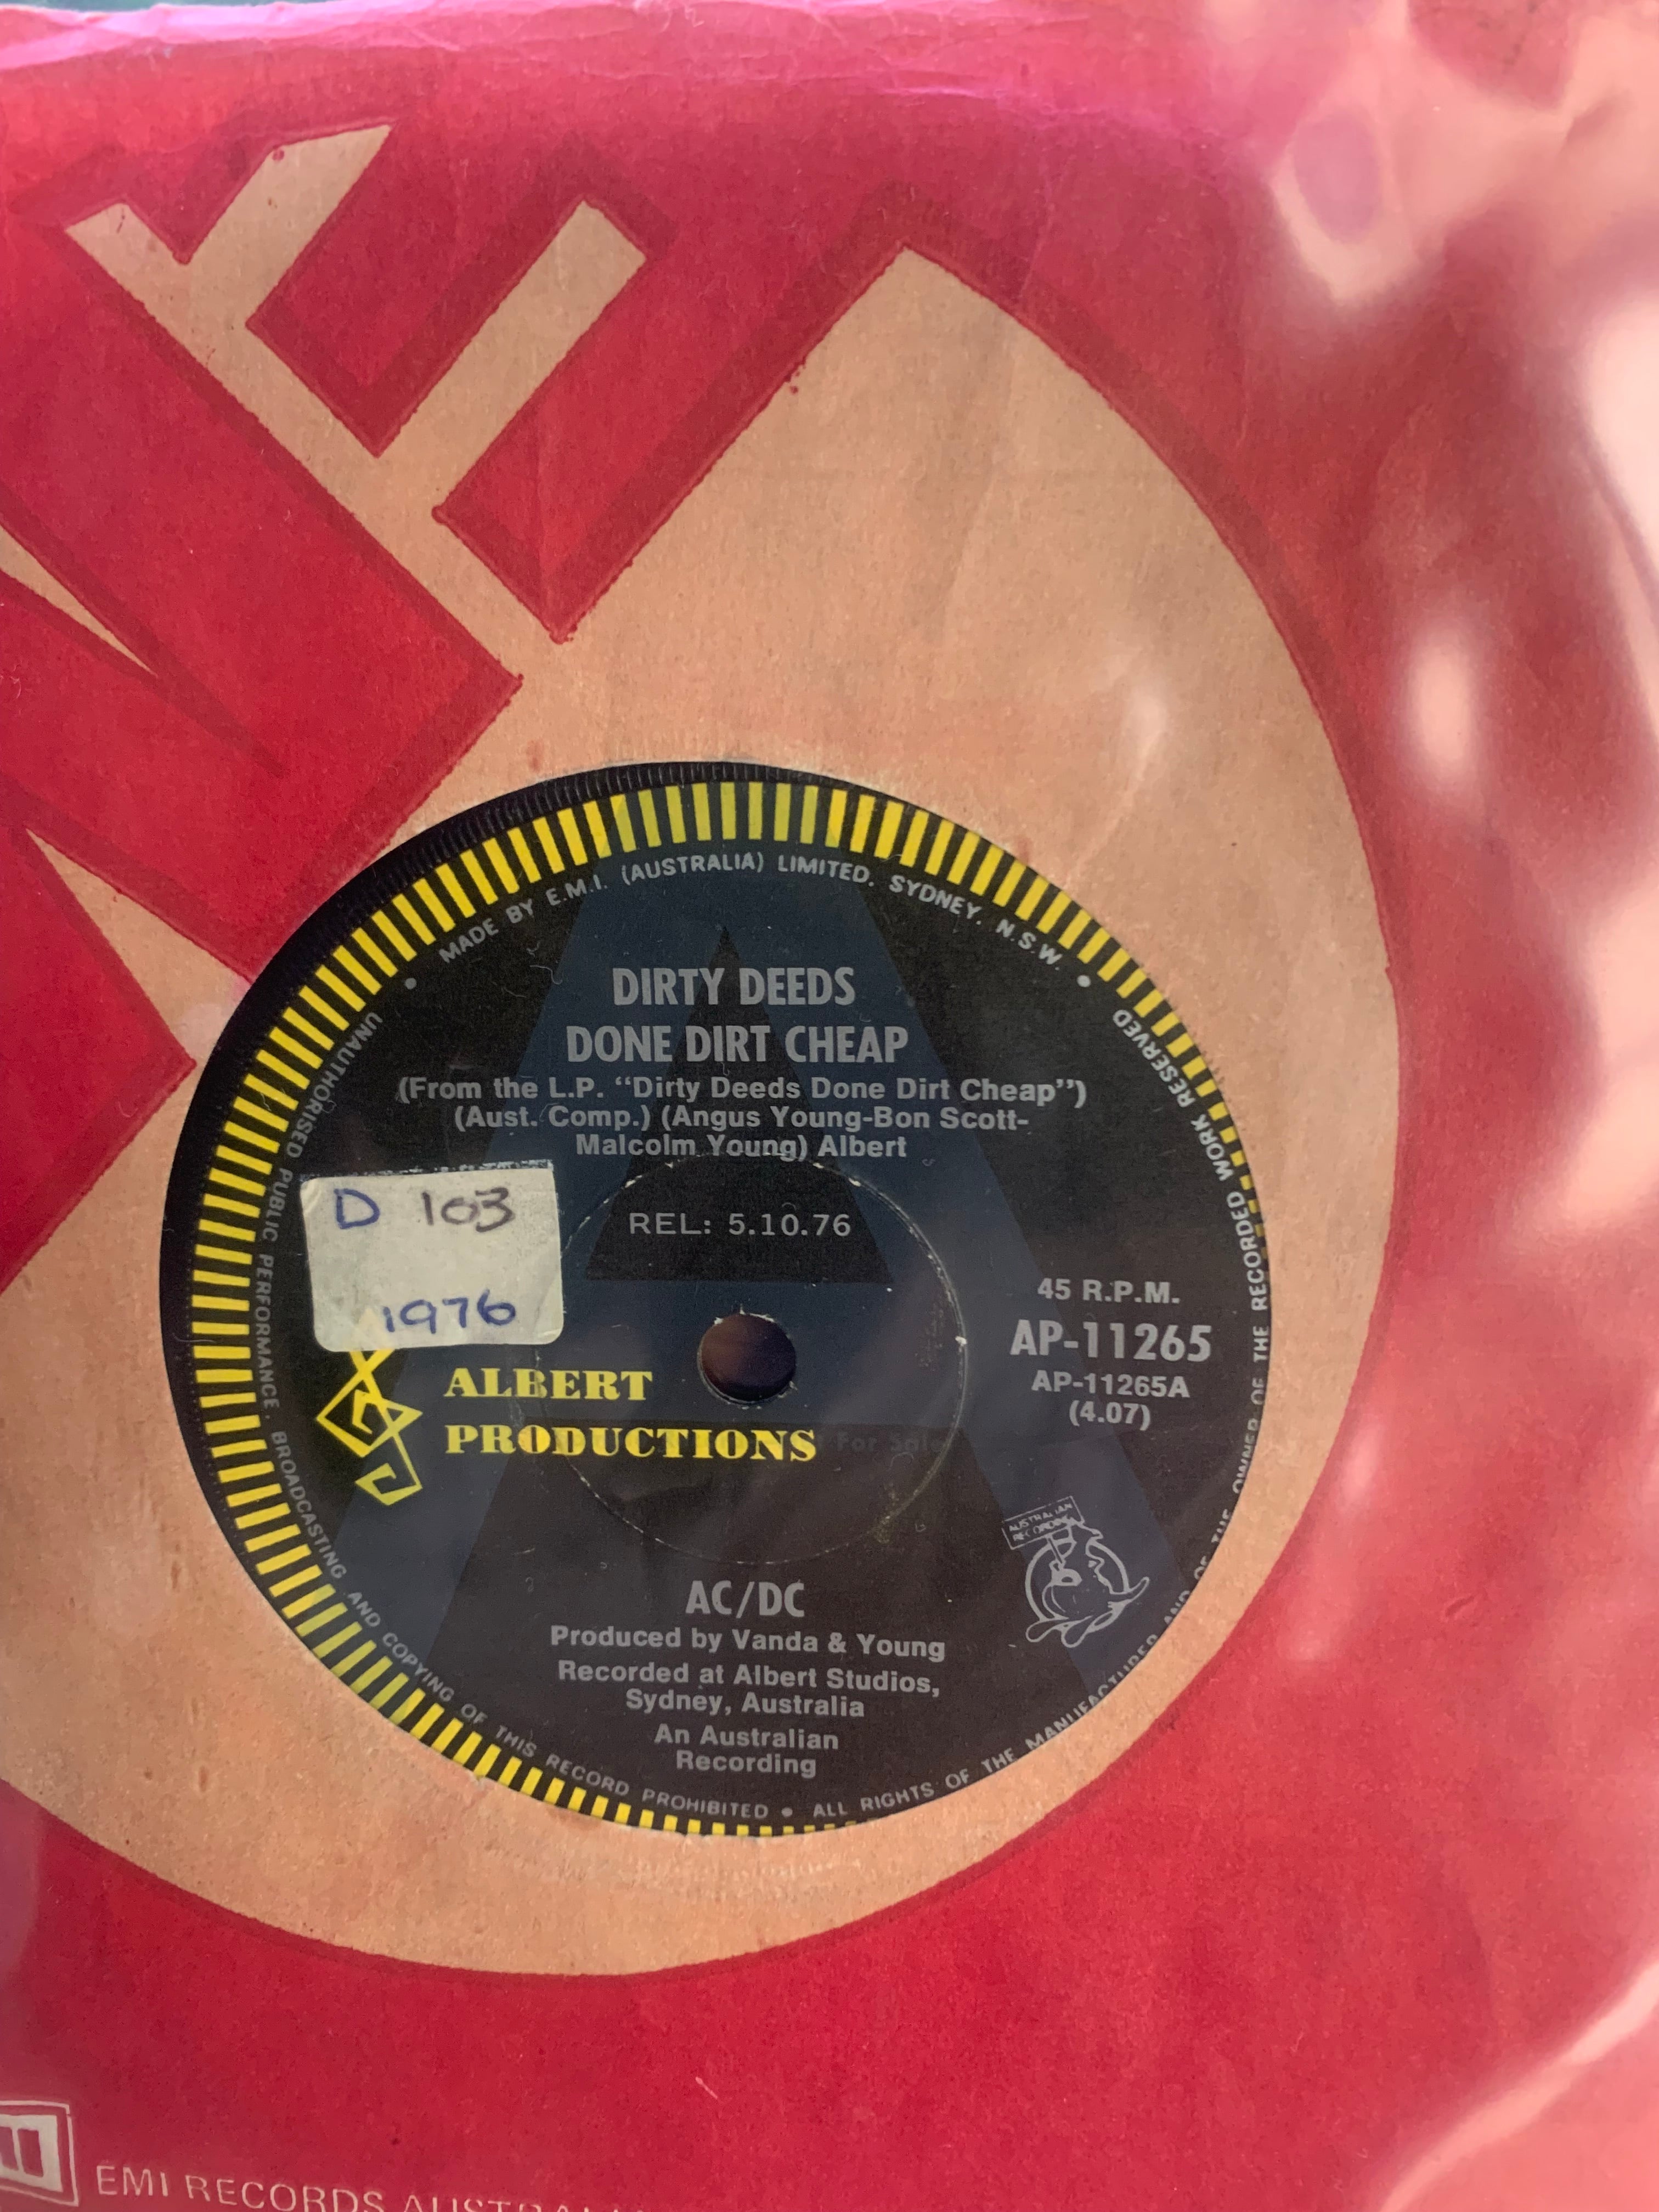 MADE BY E.M.I. (AUSTRALIA) LIMITED. SYDNEY. N.S.W.
DIRTY DEEDS
DONE DIRT CHEAP
(From the L.P. “Dirty Deeds Done Dirt Cheap”)
(Aust. Comp.) (Angus Young-Bon Scott-
Malcolm Young) Albert
D 103
1976
REL: 5.10.76
45 R.P.M.
AP-11265
AP-11265A
(4.07)
ALBERT
PRODUCTIONS
For Sale
AUSTRALIAN
RECORDING
AC/DC
Produced by Vanda & Young
Recorded at Albert Studios,
Sydney, Australia
An Australian
Recording
UNAUTHORISED PUBLIC PERFORMANCE. BROADCASTING AND COPYING OF THIS RECORD PROHIBITED • ALL RIGHTS OF THE MANUFACTURER AND OF THE OWNER OF THE RECORDED WORK RESERVED
EMI RECORDS